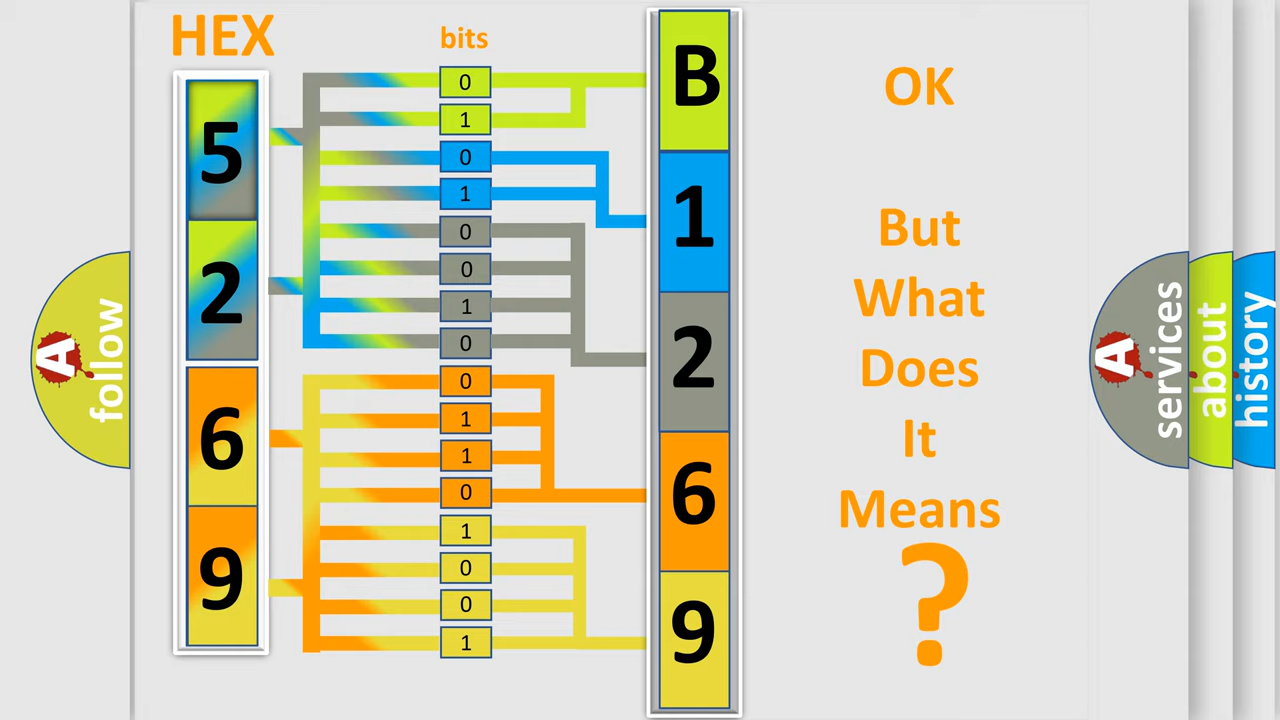 HEX
bits
5
2
6
9
0
1
0
1
0
0
1
0
0
1
1
0
1
0
0
1
B
1
2
6
9
OK
But
What
Does
It
Means
?
A
follow
A
services
about
history